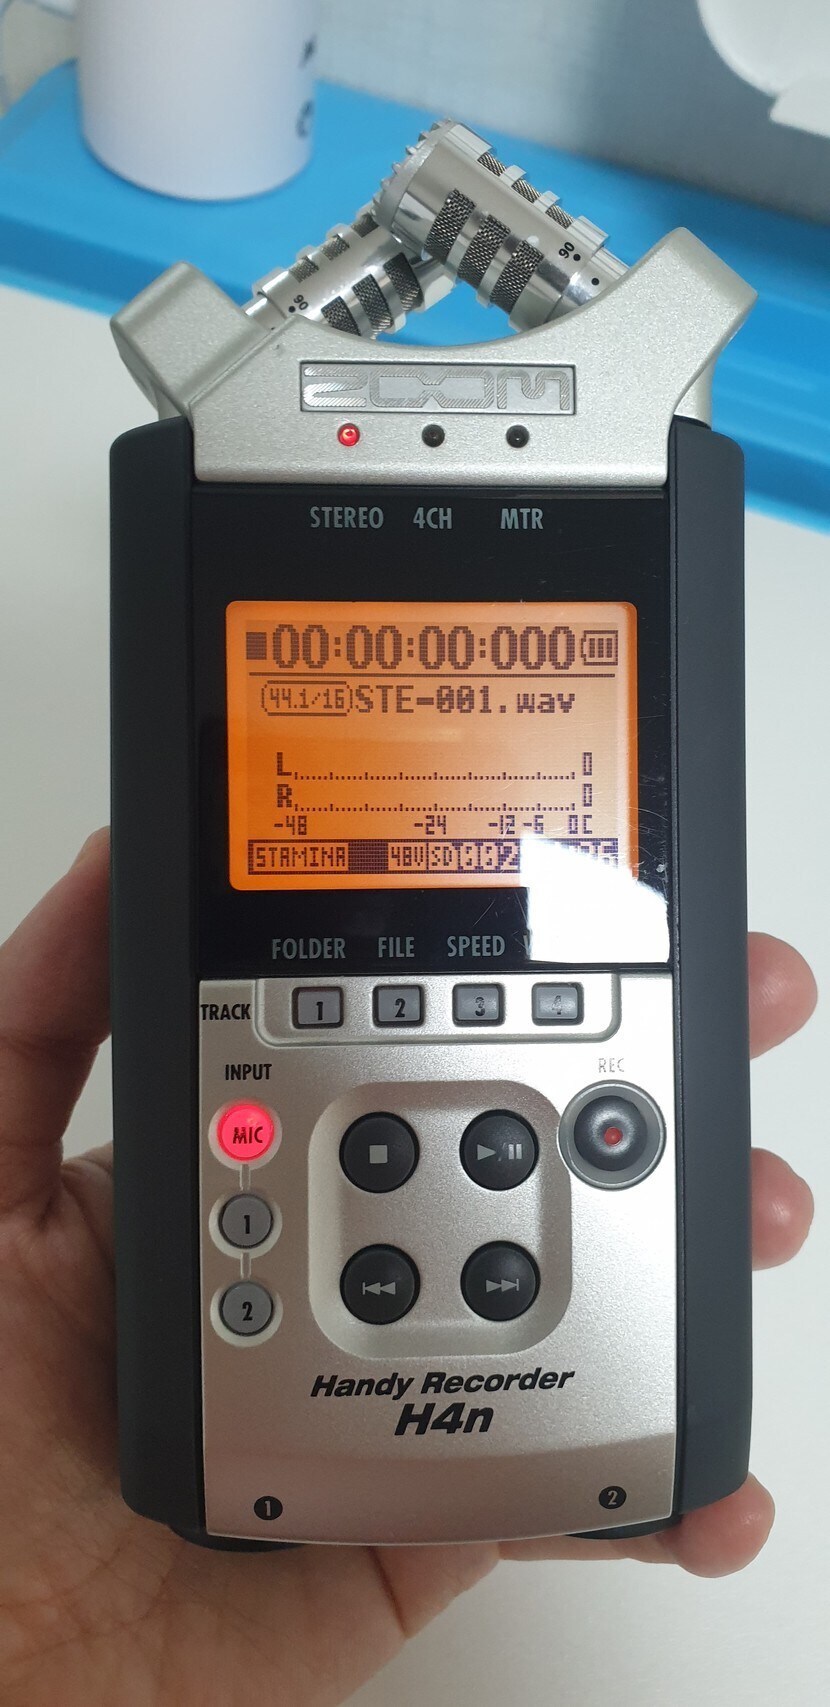 90
90
ZOOM
STEREO 4CH MTR
00:00:00:000
44.1/16 STE-001.wav
L 0
R 0
-48 -24 -12 -6 0
STAMINA 48V SD
FOLDER FILE SPEED
TRACK 1 2 3 4
INPUT REC
MIC
1
2
Handy Recorder
H4n
1 2